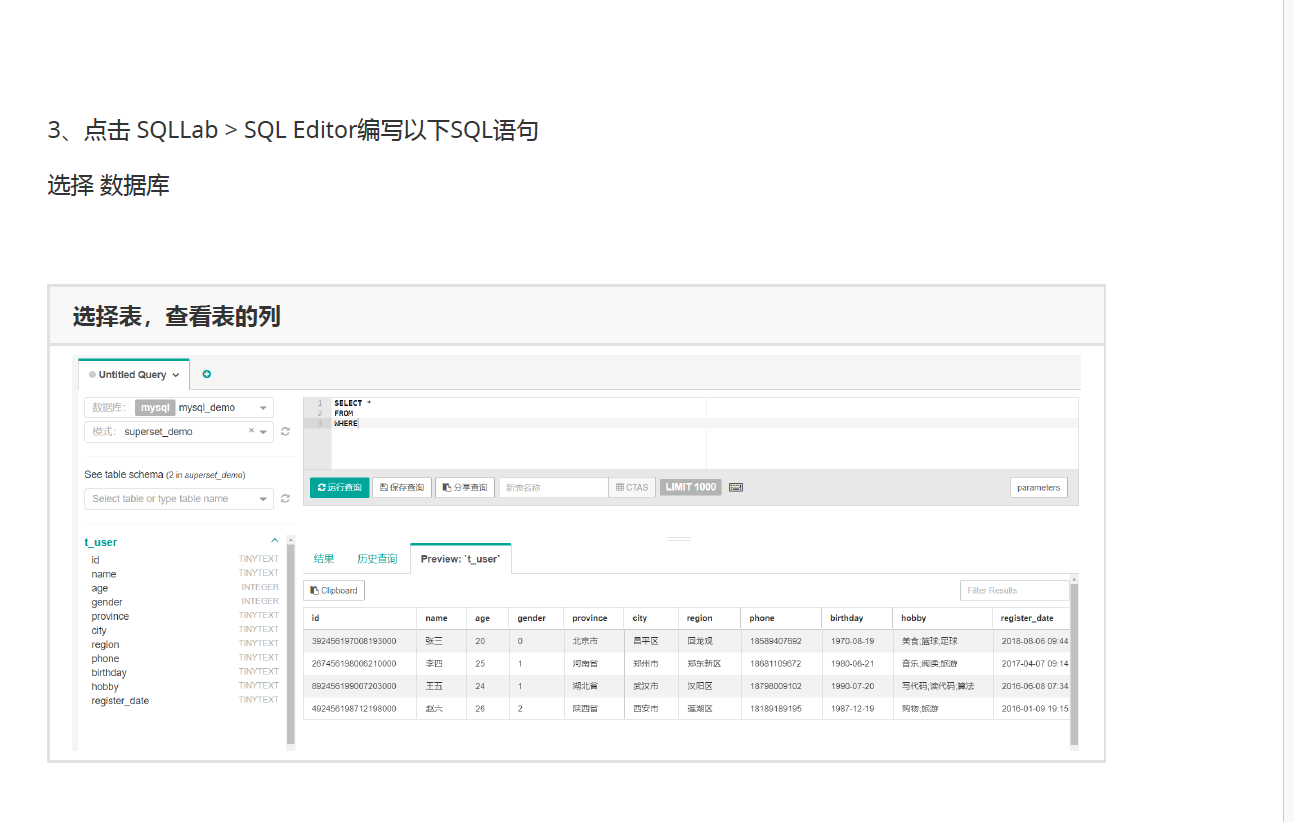 3、点击 SQLLab > SQL Editor编写以下SQL语句
选择 数据库
选择表，查看表的列
Untitled Query
数据库: mysql mysql_demo
模式: superset_demo
See table schema (2 in superset_demo)
Select table or type table name
1 SELECT *
2 FROM
3 WHERE
运行查询 保存查询 分享查询 新表名称 CTAS LIMIT 1000 parameters
t_user
id TINYTEXT
name TINYTEXT
age INTEGER
gender INTEGER
province TINYTEXT
city TINYTEXT
region TINYTEXT
phone TINYTEXT
birthday TINYTEXT
hobby TINYTEXT
register_date TINYTEXT
结果 历史查询 Preview: `t_user`
Clipboard Filter Results
id name age gender province city region phone birthday hobby register_date
392456197008193000 张三 20 0 北京市 昌平区 回龙观 18589407692 1970-08-19 美食;篮球;足球 2018-08-06 09:44
267456198006210000 李四 25 1 河南省 郑州市 郑东新区 18681109672 1980-06-21 音乐;阅读;旅游 2017-04-07 09:14
892456199007203000 王五 24 1 湖北省 武汉市 汉阳区 18798009102 1990-07-20 写代码;读代码;算法 2016-06-08 07:34
492456198712198000 赵六 26 2 陕西省 西安市 莲湖区 18189189195 1987-12-19 购物;旅游 2016-01-09 19:15